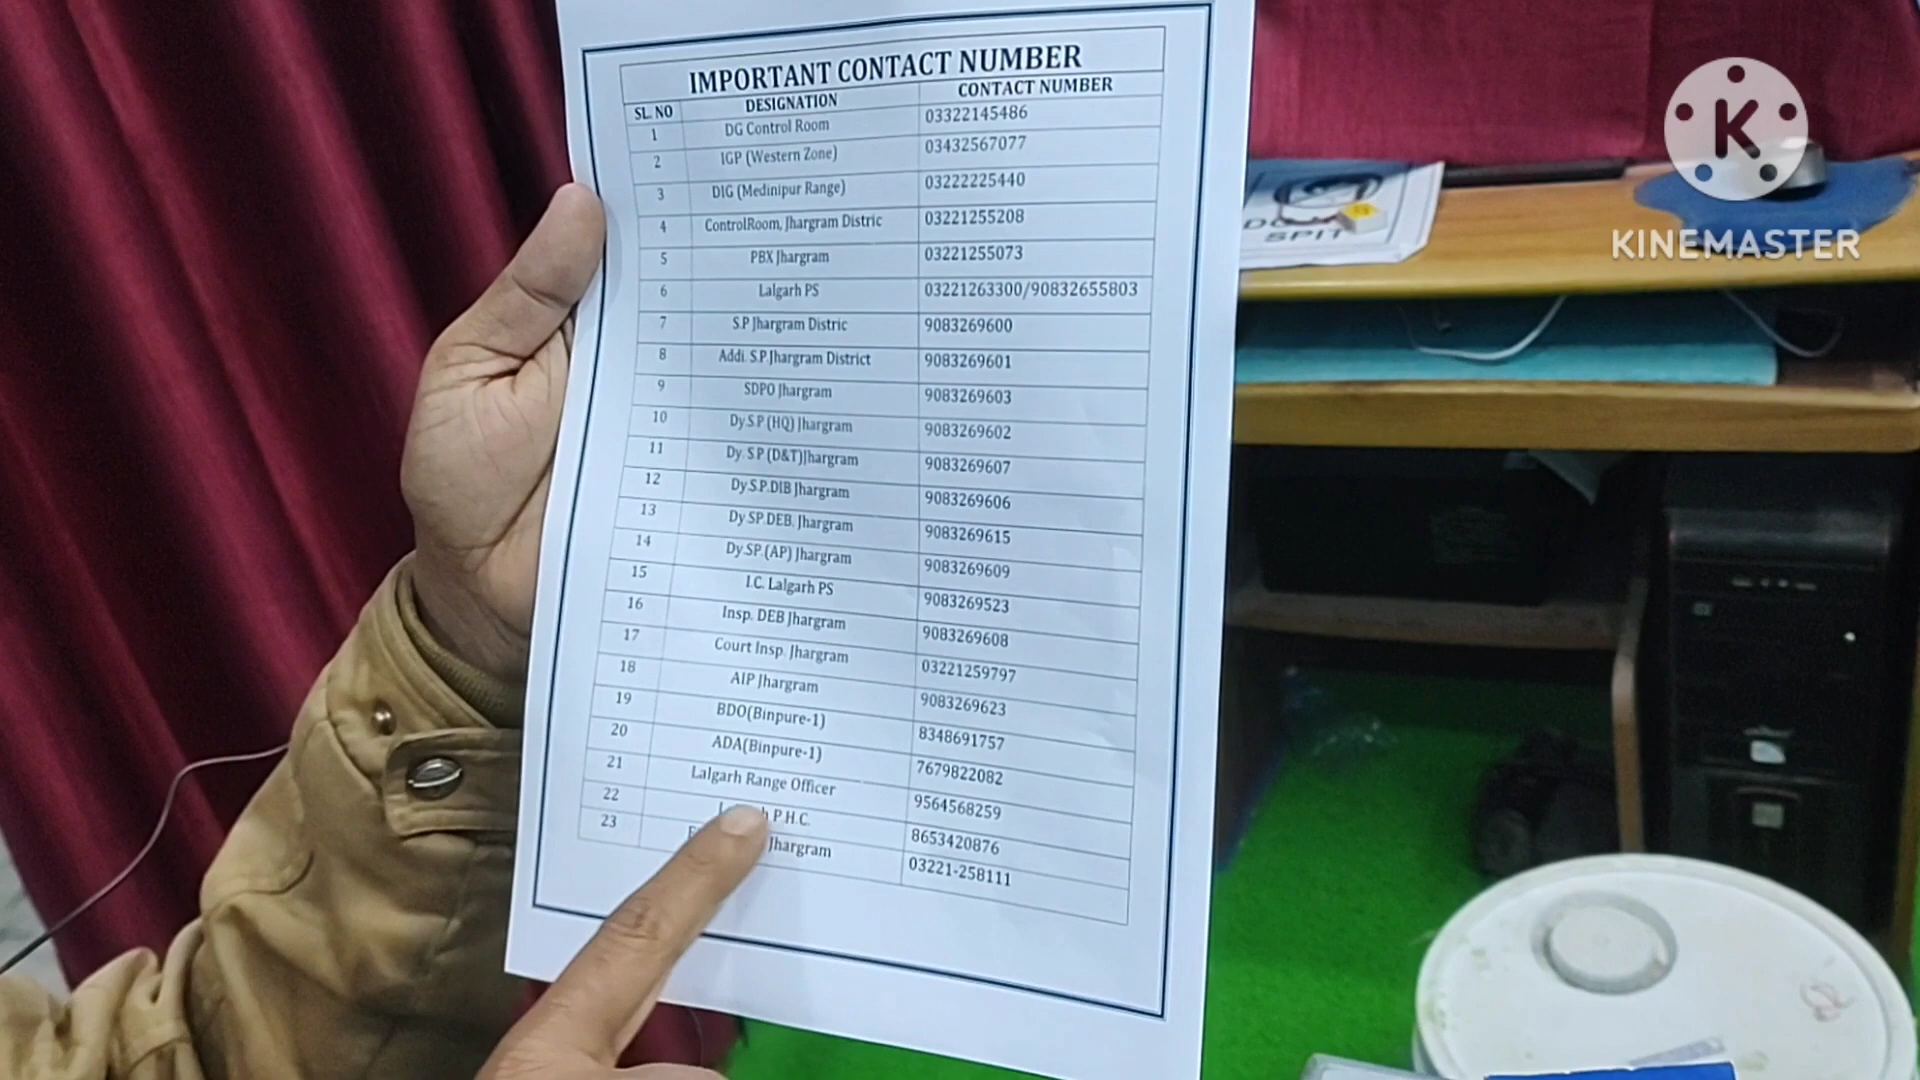 IMPORTANT CONTACT NUMBER
SL. NO DESIGNATION CONTACT NUMBER
1 DG Control Room 03322145486
2 IGP (Western Zone) 03432567077
3 DIG (Medinipur Range) 03222225440
4 ControlRoom, Jhargram Distric 03221255208
5 PBX Jhargram 03221255073
6 Lalgarh PS 03221263300/90832655803
7 S.P Jhargram Distric 9083269600
8 Addi. S.P.Jhargram District 9083269601
9 SDPO Jhargram 9083269603
10 Dy.S.P (HQ) Jhargram 9083269602
11 Dy. S.P (D&T)Jhargram 9083269607
12 Dy.S.P.DIB Jhargram 9083269606
13 Dy.SP.DEB. Jhargram 9083269615
14 Dy.SP.(AP) Jhargram 9083269609
15 I.C. Lalgarh PS 9083269523
16 Insp. DEB Jhargram 9083269608
17 Court Insp. Jhargram 03221259797
18 AIP Jhargram 9083269623
19 BDO(Binpure-1) 8348691757
20 ADA(Binpure-1) 7679822082
21 Lalgarh Range Officer 9564568259
22 P.H.C. 8653420876
23 Jhargram 03221-258111
SPIT
K
KINEMASTER